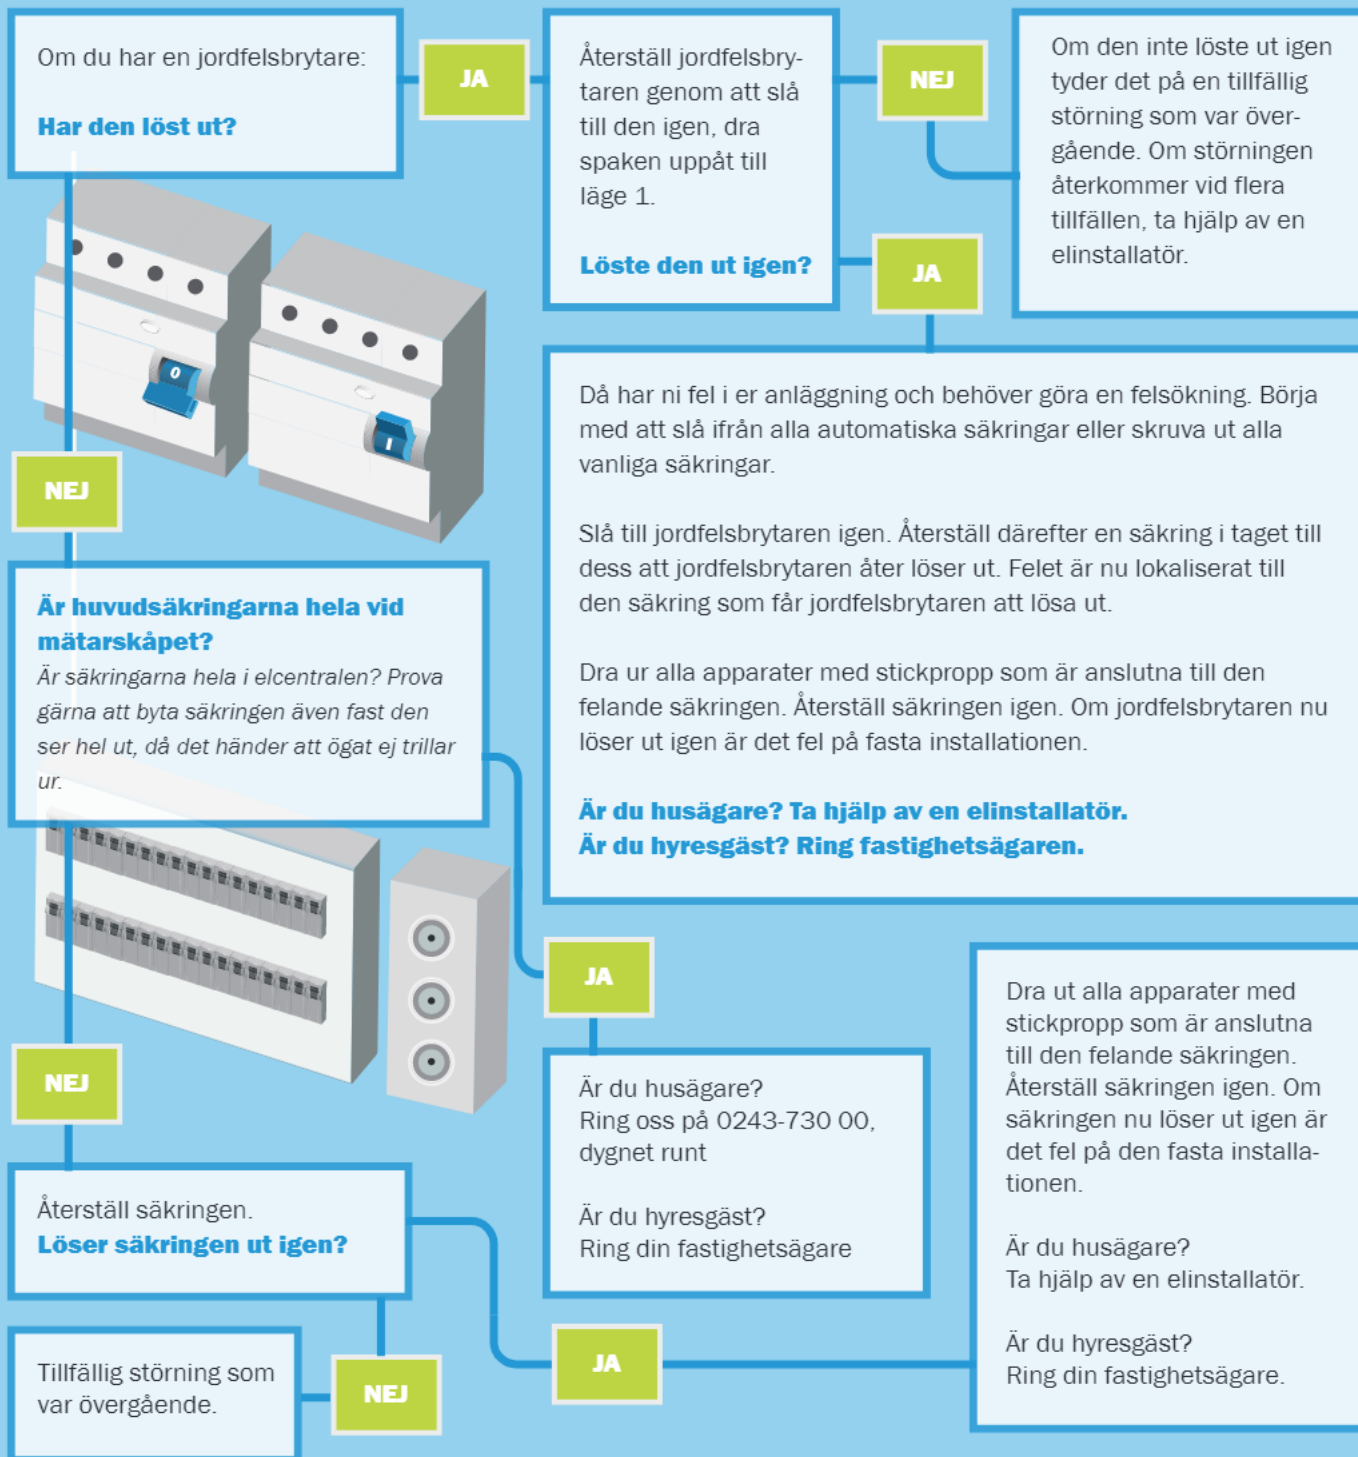 Om du har en jordfelsbrytare:
Har den löst ut?
JA
Återställ jordfelsbry-
taren genom att slå
till den igen, dra
spaken uppåt till
läge 1.
Löste den ut igen?
NEJ
Om den inte löste ut igen
tyder det på en tillfällig
störning som var över-
gående. Om störningen
återkommer vid flera
tillfällen, ta hjälp av en
elinstallatör.
JA
Då har ni fel i er anläggning och behöver göra en felsökning. Börja
med att slå ifrån alla automatiska säkringar eller skruva ut alla
vanliga säkringar.
Slå till jordfelsbrytaren igen. Återställ därefter en säkring i taget till
dess att jordfelsbrytaren åter löser ut. Felet är nu lokaliserat till
den säkring som får jordfelsbrytaren att lösa ut.
Dra ur alla apparater med stickpropp som är anslutna till den
felande säkringen. Återställ säkringen igen. Om jordfelsbrytaren nu
löser ut igen är det fel på fasta installationen.
Är du husägare? Ta hjälp av en elinstallatör.
Är du hyresgäst? Ring fastighetsägaren.
0
I
NEJ
Är huvudsäkringarna hela vid
mätarskåpet?
Är säkringarna hela i elcentralen? Prova
gärna att byta säkringen även fast den
ser hel ut, då det händer att ögat ej trillar
ur.
JA
Är du husägare?
Ring oss på 0243-730 00,
dygnet runt
Är du hyresgäst?
Ring din fastighetsägare
NEJ
Återställ säkringen.
Löser säkringen ut igen?
JA
Dra ut alla apparater med
stickpropp som är anslutna
till den felande säkringen.
Återställ säkringen igen. Om
säkringen nu löser ut igen är
det fel på den fasta installa-
tionen.
Är du husägare?
Ta hjälp av en elinstallatör.
Är du hyresgäst?
Ring din fastighetsägare.
NEJ
Tillfällig störning som
var övergående.